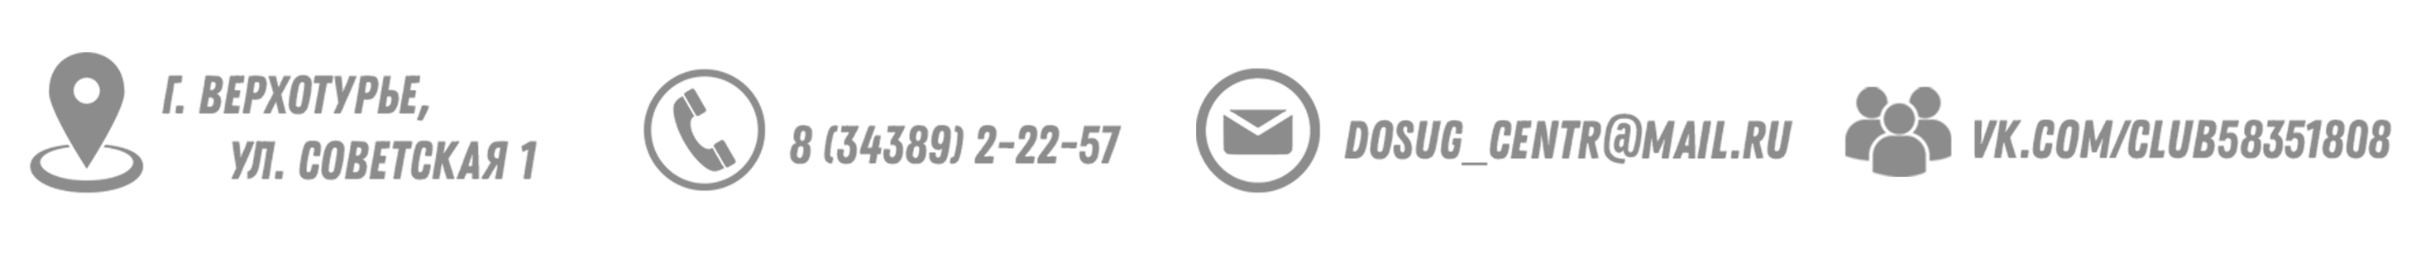 Г. ВЕРХОТУРЬЕ,
УЛ. СОВЕТСКАЯ 1
8 (34389) 2-22-57
DOSUG_CENTR@MAIL.RU
VK.COM/CLUB58351808